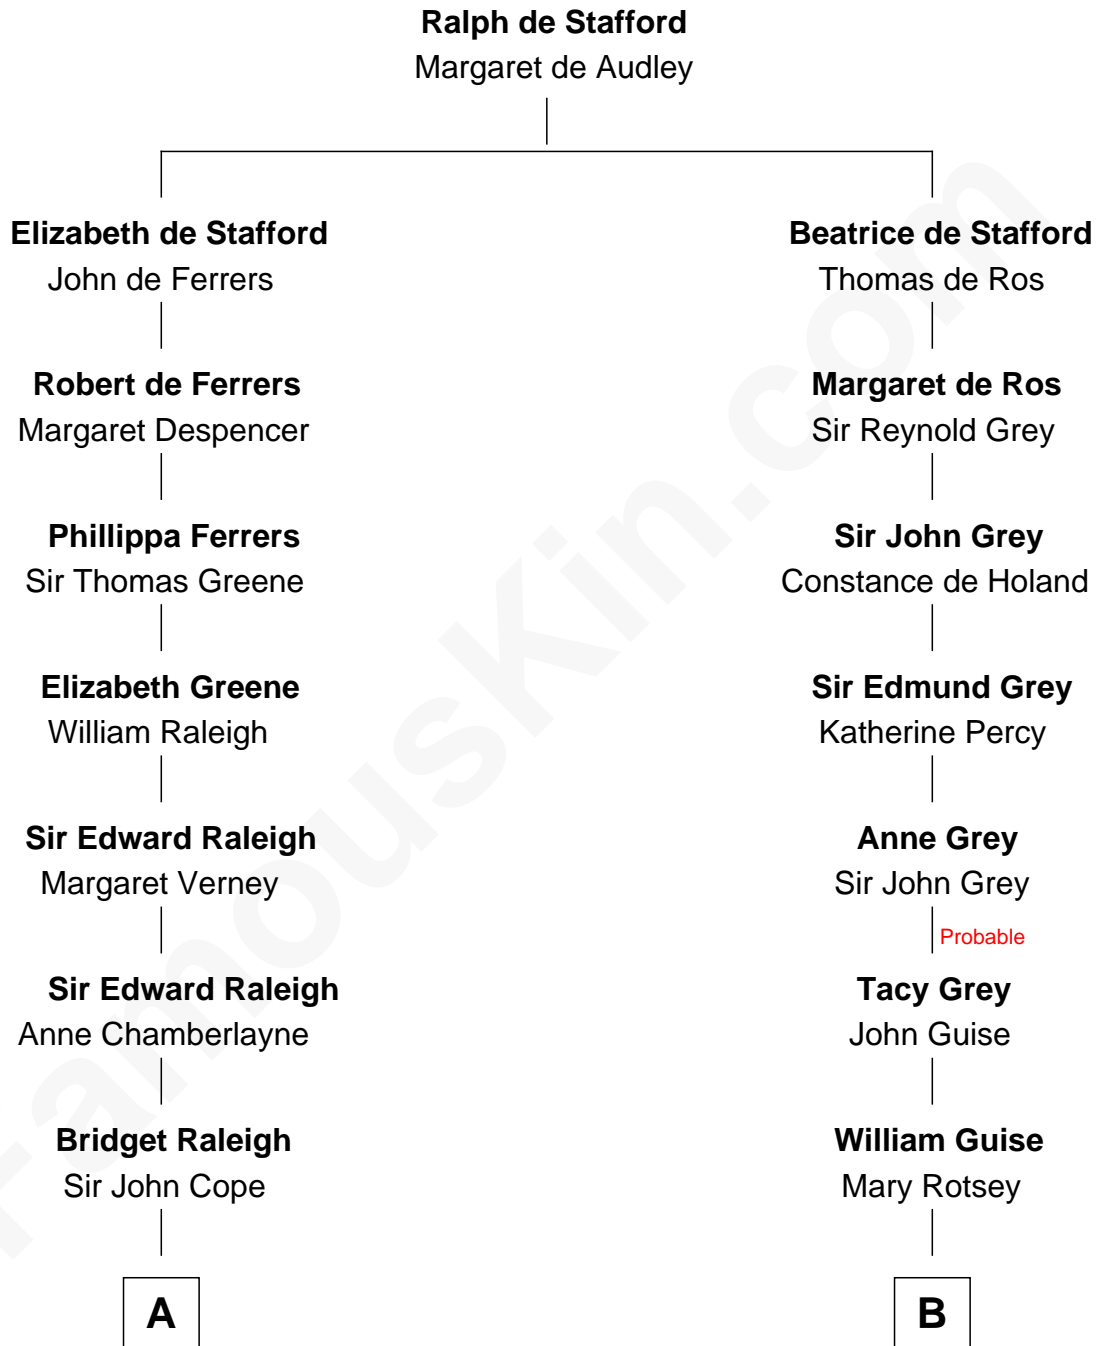 Ralph de Stafford
Margaret de Audley
Elizabeth de Stafford
John de Ferrers
Beatrice de Stafford
Thomas de Ros
Robert de Ferrers
Margaret Despencer
Margaret de Ros
Sir Reynold Grey
Phillippa Ferrers
Sir Thomas Greene
Sir John Grey
Constance de Holand
Elizabeth Greene
William Raleigh
Sir Edmund Grey
Katherine Percy
Sir Edward Raleigh
Margaret Verney
Anne Grey
Sir John Grey
Probable
Sir Edward Raleigh
Anne Chamberlayne
Tacy Grey
John Guise
Bridget Raleigh
Sir John Cope
William Guise
Mary Rotsey
A
B
FamousKin.com